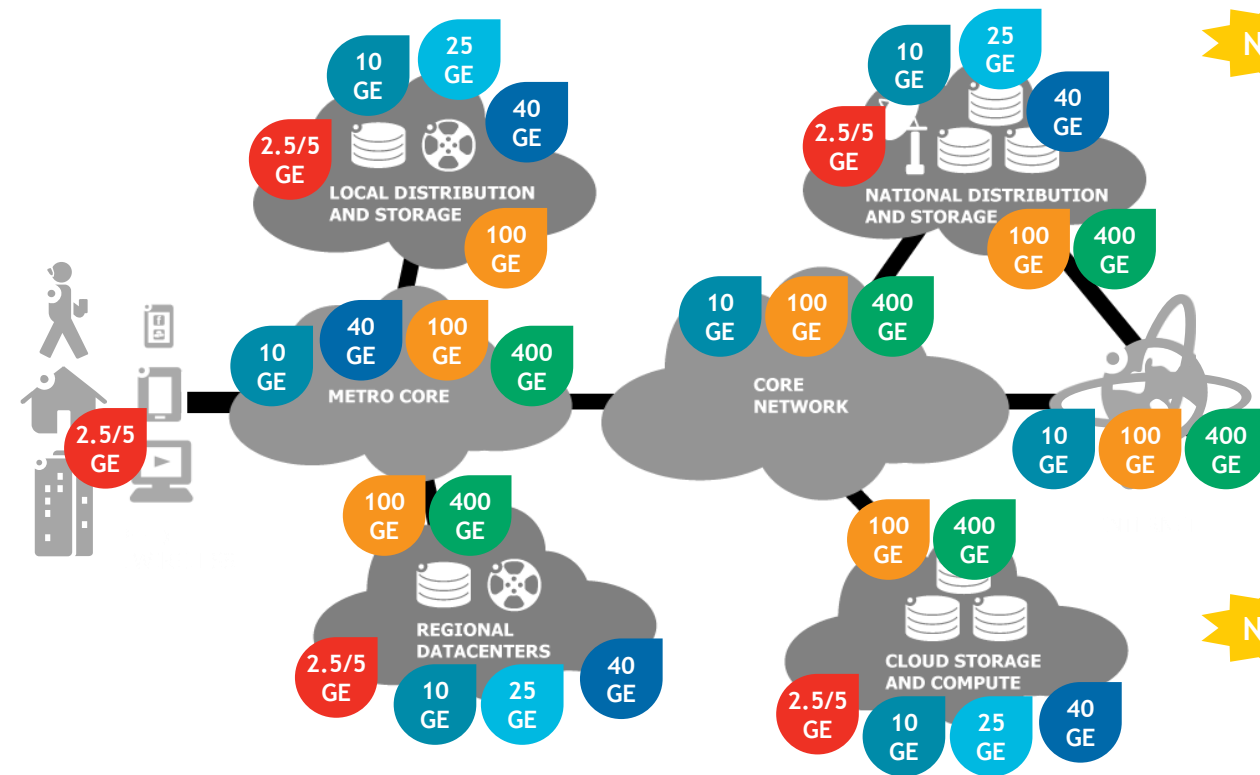 10
GE
25
GE
40
GE
2.5/5
GE
LOCAL DISTRIBUTION
AND STORAGE
100
GE
10
GE
25
GE
40
GE
2.5/5
GE
NATIONAL DISTRIBUTION
AND STORAGE
100
GE
400
GE
N
10
GE
40
GE
100
GE
400
GE
METRO CORE
10
GE
100
GE
400
GE
CORE
NETWORK
2.5/5
GE
10
GE
100
GE
400
GE
100
GE
400
GE
REGIONAL
DATACENTERS
2.5/5
GE
10
GE
25
GE
40
GE
100
GE
400
GE
CLOUD STORAGE
AND COMPUTE
2.5/5
GE
10
GE
25
GE
40
GE
N